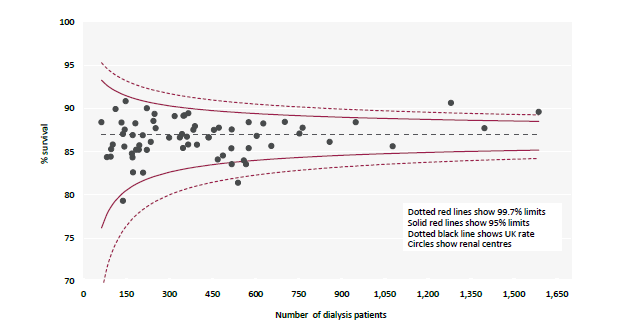 100
95
90
85
80
75
70
% survival
0 150 300 450 600 750 900 1,050 1,200 1,350 1,500 1,650
Number of dialysis patients
Dotted red lines show 99.7% limits
Solid red lines show 95% limits
Dotted black line shows UK rate
Circles show renal centres